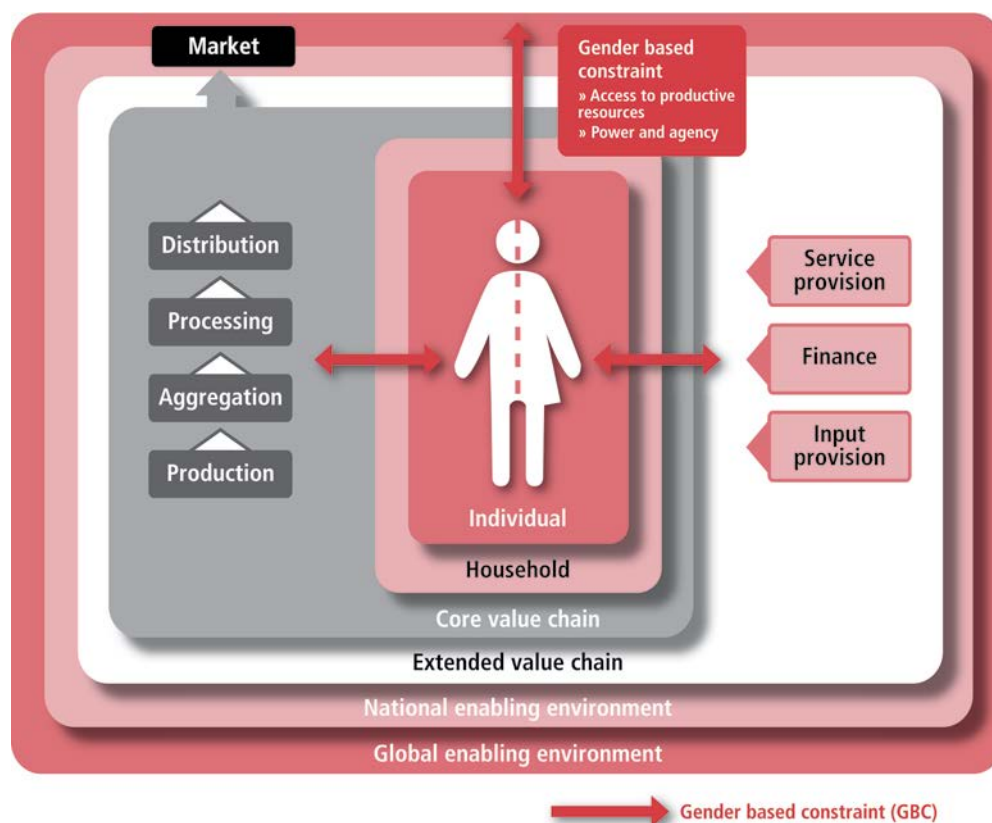 Market
Gender based
constraint
» Access to productive
resources
» Power and agency
Distribution
Processing
Aggregation
Production
Service
provision
Finance
Input
provision
Individual
Household
Core value chain
Extended value chain
National enabling environment
Global enabling environment
Gender based constraint (GBC)